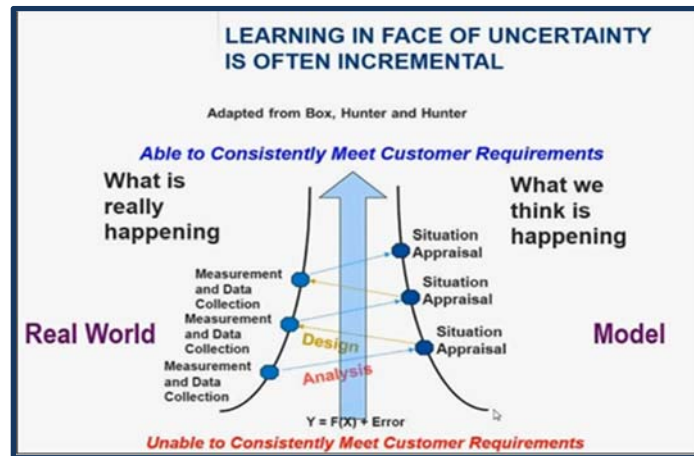 LEARNING IN FACE OF UNCERTAINTY
IS OFTEN INCREMENTAL
Adapted from Box, Hunter and Hunter
Able to Consistently Meet Customer Requirements
What is
really
happening
What we
think is
happening
Situation
Appraisal
Measurement
and Data
Collection
Situation
Appraisal
Real World
Measurement
and Data
Collection
Design
Situation
Appraisal
Model
Measurement
and Data
Collection
Analysis
Y = F(X) + Error
Unable to Consistently Meet Customer Requirements